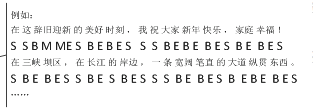 例如：
在这辞旧迎新的美好时刻，我祝大家新年快乐，家庭幸福！
S SBMMES BEBES S S BEBE BES BE BES
在三峡坝区，在长江的岸边，一条宽阔笔直的大道纵贯东西。
S BE BES S BES BES S BE BE BES B EBE BES
……